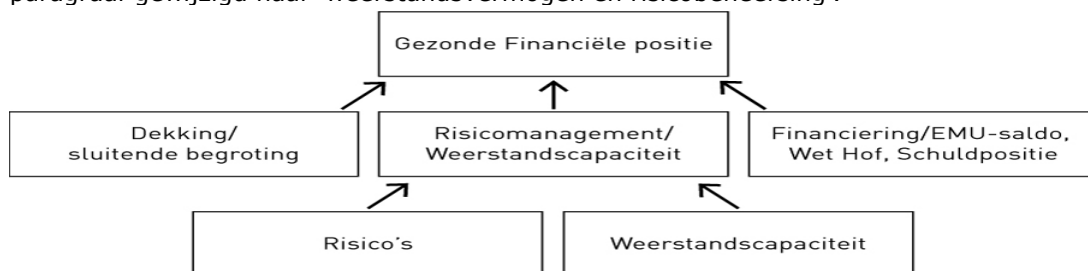 paragraaf gewijzigd naar 'weerstandsvermogen en risicobeheersing'.
Gezonde Financiële positie
Dekking/
sluitende begroting
Risicomanagement/
Weerstandscapaciteit
Financiering/EMU-saldo,
Wet Hof, Schuldpositie
Risico's
Weerstandscapaciteit